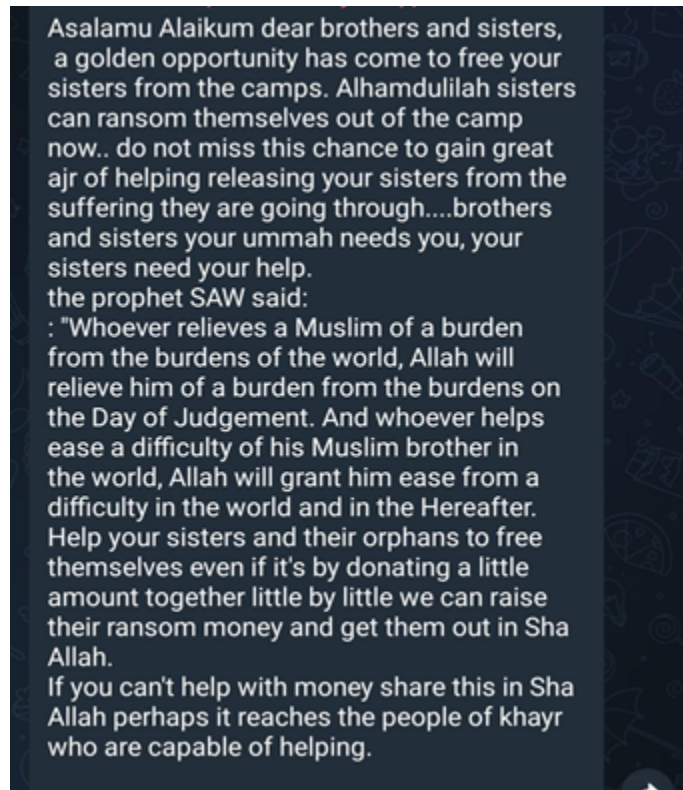 Asalamu Alaikum dear brothers and sisters,
a golden opportunity has come to free your
sisters from the camps. Alhamdulilah sisters
can ransom themselves out of the camp
now.. do not miss this chance to gain great
ajr of helping releasing your sisters from the
suffering they are going through....brothers
and sisters your ummah needs you, your
sisters need your help.
the prophet SAW said:
: "Whoever relieves a Muslim of a burden
from the burdens of the world, Allah will
relieve him of a burden from the burdens on
the Day of Judgement. And whoever helps
ease a difficulty of his Muslim brother in
the world, Allah will grant him ease from a
difficulty in the world and in the Hereafter.
Help your sisters and their orphans to free
themselves even if it's by donating a little
amount together little by little we can raise
their ransom money and get them out in Sha
Allah.
If you can't help with money share this in Sha
Allah perhaps it reaches the people of khayr
who are capable of helping.